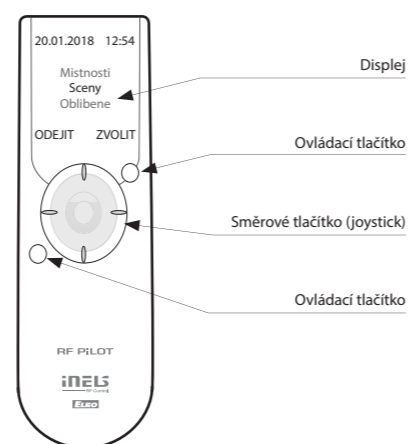 20.01.2018 12:54
Mistnosti
Sceny
Oblibene
ODEJIT ZVOLIT
Displej
Ovládací tlačítko
Směrové tlačítko (joystick)
Ovládací tlačítko
RF PiLOT
iNELS
RF Control
ELKO